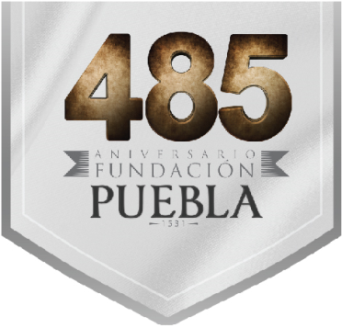 485
ANIVERSARIO
FUNDACIÓN
PUEBLA
1531